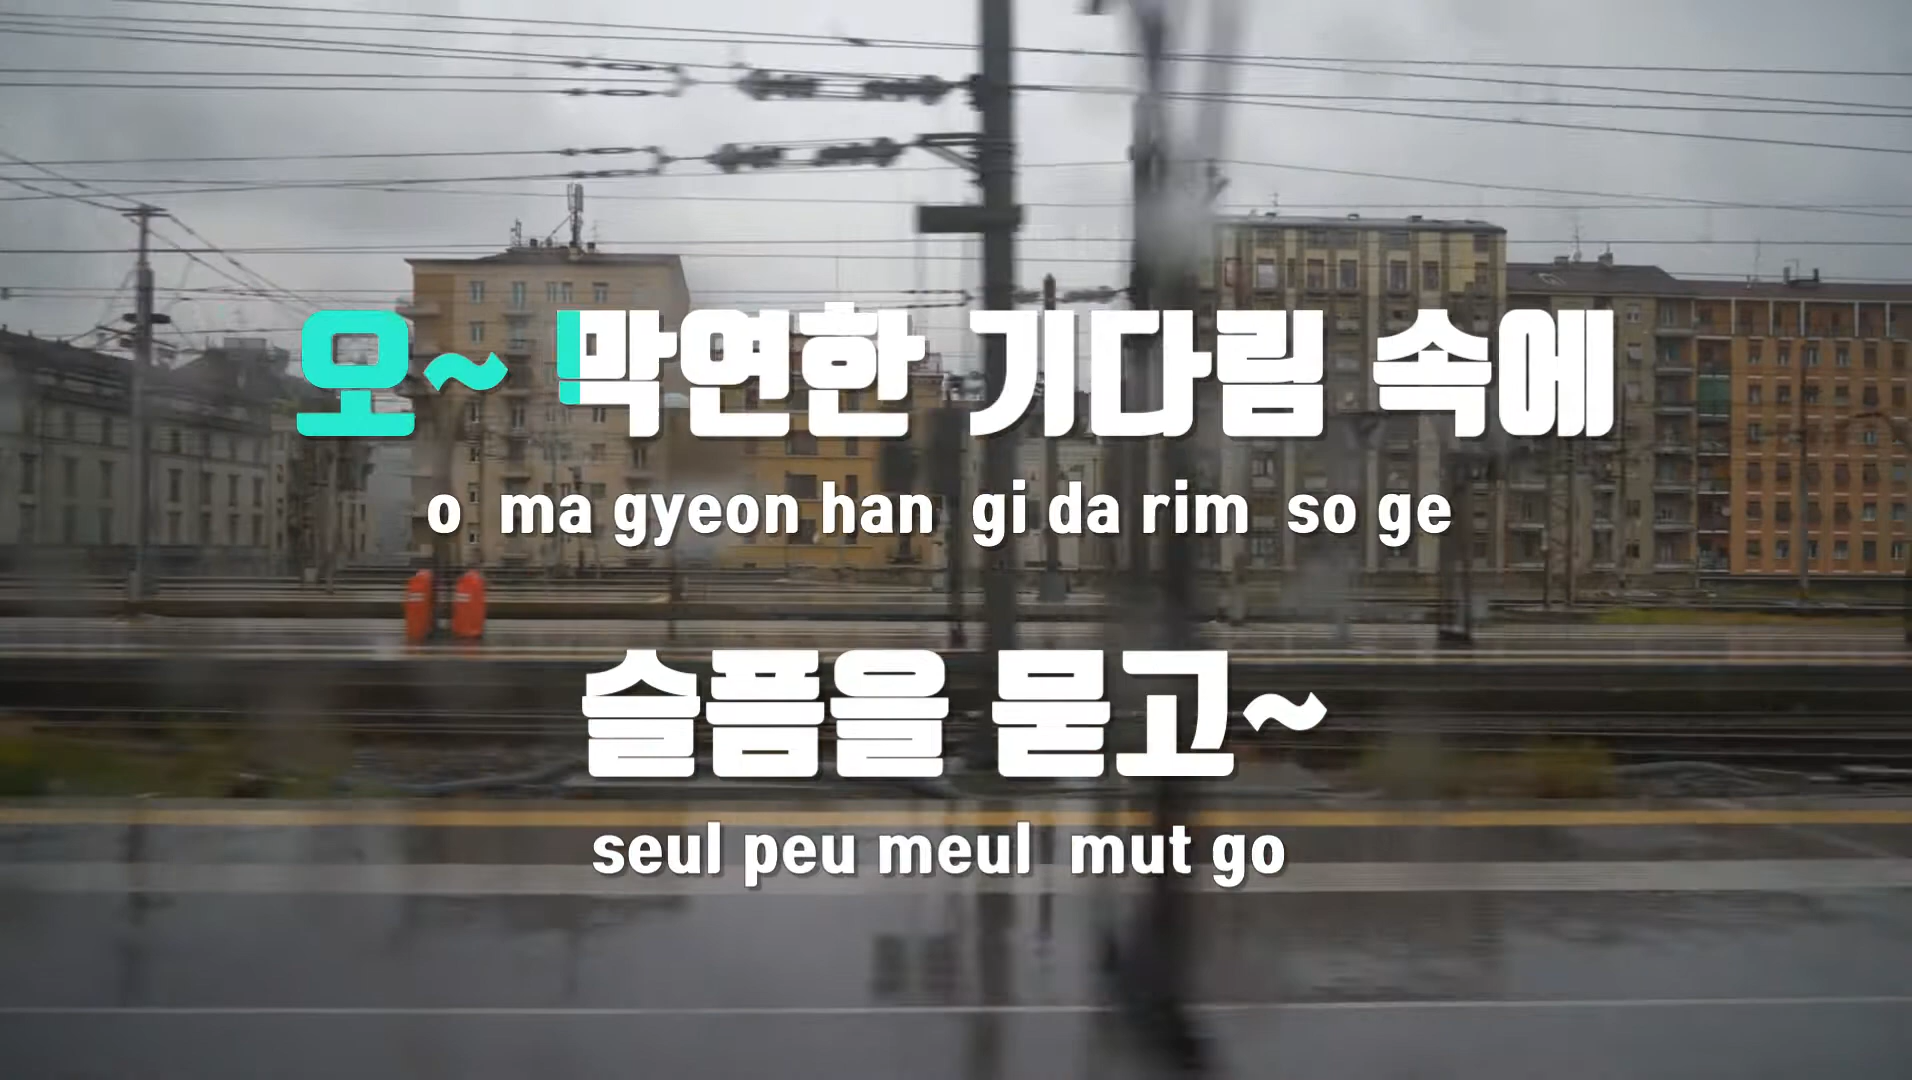 오~ 막연한 기다림 속에
o ma gyeon han gi da rim so ge
슬픔을 묻고~
seul peu meul mut go